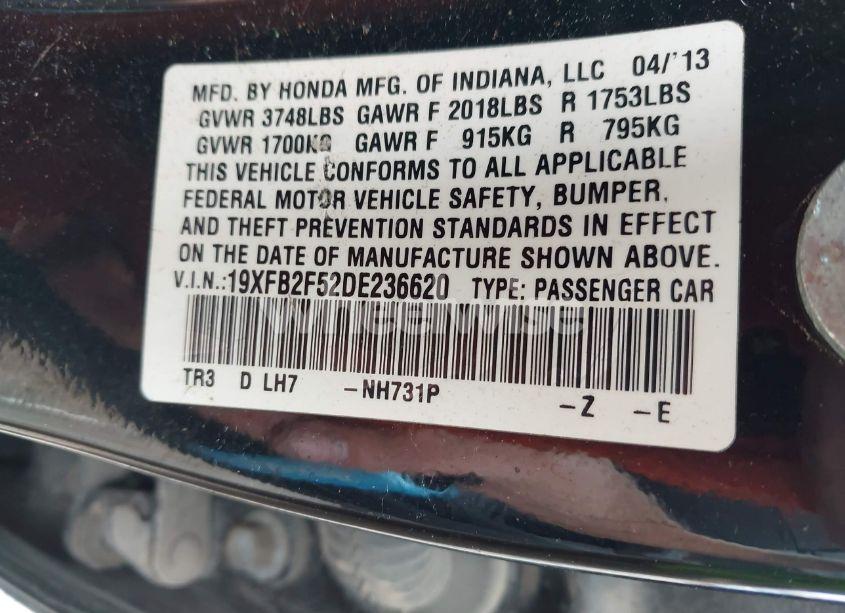 MFD. BY HONDA MFG. OF INDIANA, LLC 04/'13
GVWR 3748LBS GAWR F 2018LBS R 1753LBS
GVWR 1700KG GAWR F 915KG R 795KG
THIS VEHICLE CONFORMS TO ALL APPLICABLE
FEDERAL MOTOR VEHICLE SAFETY, BUMPER,
AND THEFT PREVENTION STANDARDS IN EFFECT
ON THE DATE OF MANUFACTURE SHOWN ABOVE.
V.I.N.:19XFB2F52DE236620 TYPE: PASSENGER CAR
Wheelwise
TR3 D LH7 -NH731P -Z -E